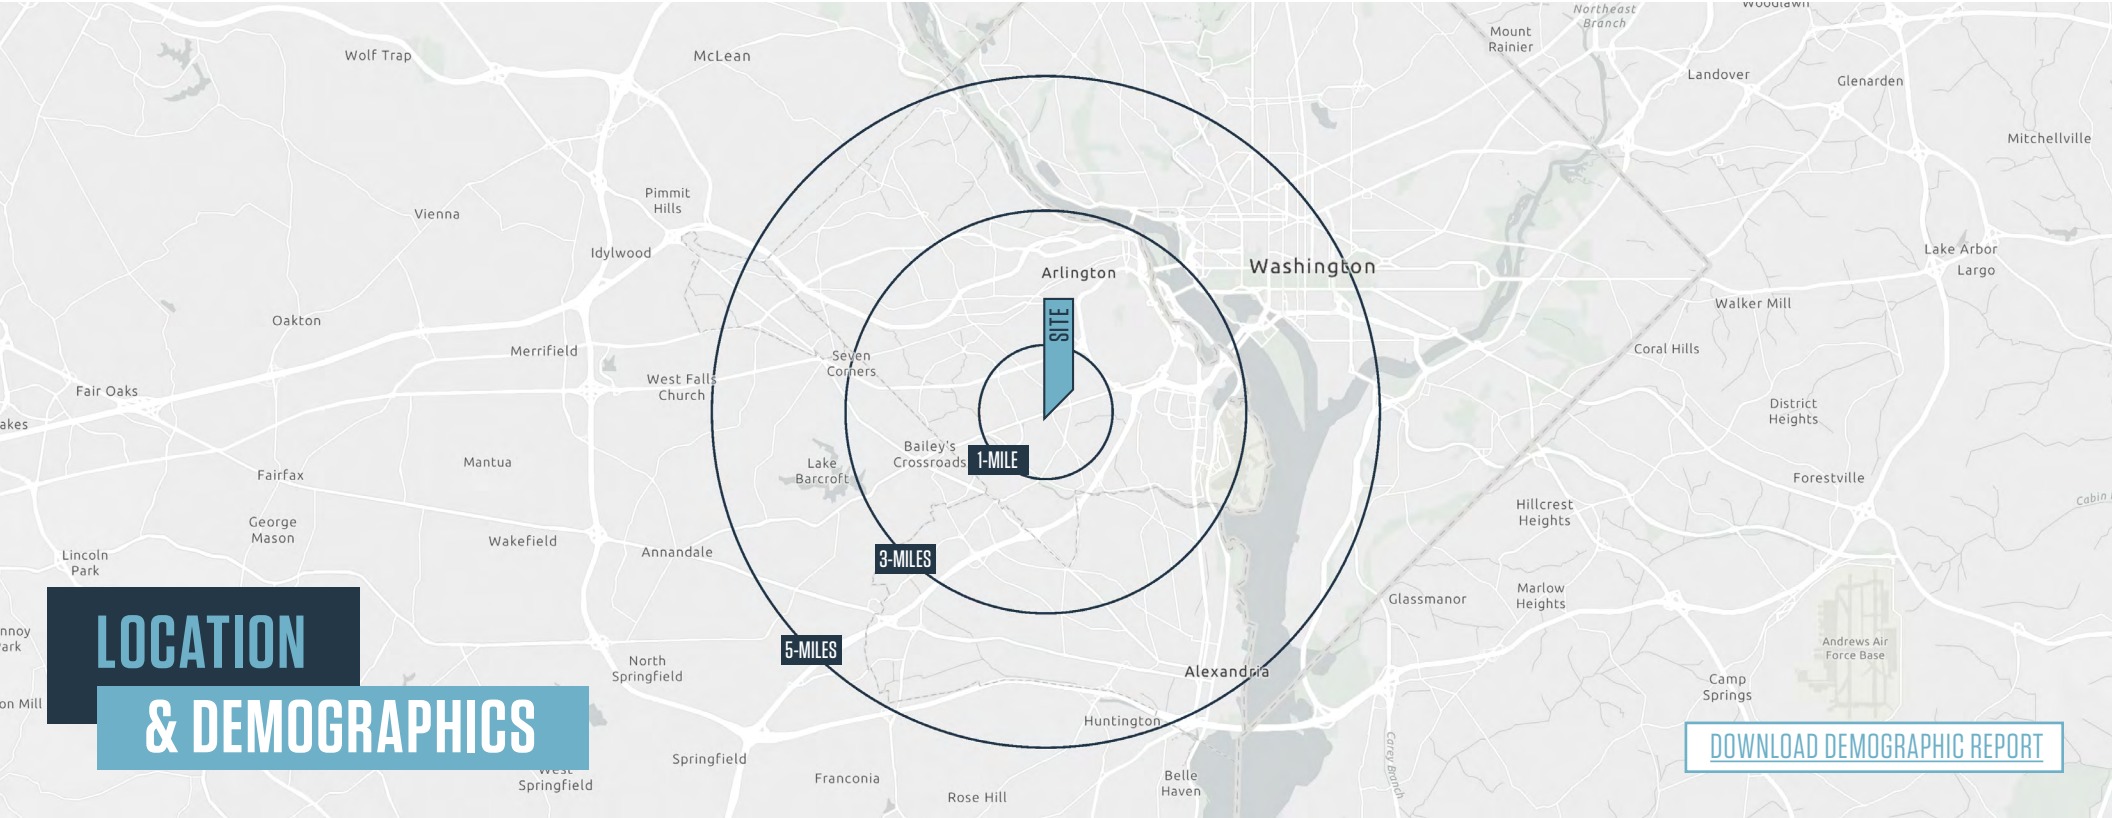 Woodlawn
Northeast
Branch
Mount
Rainier
Wolf Trap
McLean
Landover
Glenarden
Mitchellville
Pimmit
Hills
Vienna
Idylwood
Lake Arbor
Largo
Arlington
Washington
Walker Mill
Oakton
SITE
Merrifield
Seven
Corners
Coral Hills
West Falls
Church
Fair Oaks
District
Heights
akes
Bailey's
Crossroads
1-MILE
Mantua
Lake
Barcroft
Fairfax
Forestville
Cabin
Hillcrest
Heights
George
Mason
Wakefield
Annandale
3-MILES
Lincoln
Park
Marlow
Heights
Glassmanor
nnoy
ark
LOCATION
& DEMOGRAPHICS
5-MILES
Andrews Air
Force Base
North
Springfield
Alexandria
Camp
Springs
on Mill
Huntington
Carey Branch
DOWNLOAD DEMOGRAPHIC REPORT
Springfield
West
Springfield
Franconia
Belle
Haven
Rose Hill